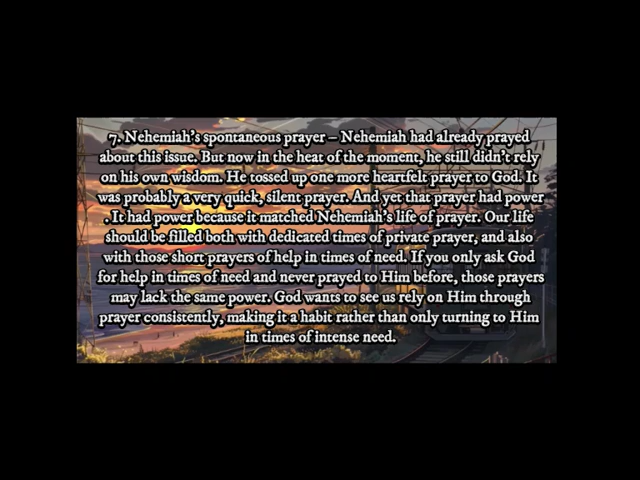 7. Nehemiah's spontaneous prayer – Nehemiah had already prayed
about this issue. But now in the heat of the moment, he still didn't rely
on his own wisdom. He tossed up one more heartfelt prayer to God. It
was probably a very quick, silent prayer. And yet that prayer had power
. It had power because it matched Nehemiah's life of prayer. Our life
should be filled both with dedicated times of private prayer, and also
with those short prayers of help in times of need. If you only ask God
for help in times of need and never prayed to Him before, those prayers
may lack the same power. God wants to see us rely on Him through
prayer consistently, making it a habit rather than only turning to Him
in times of intense need.